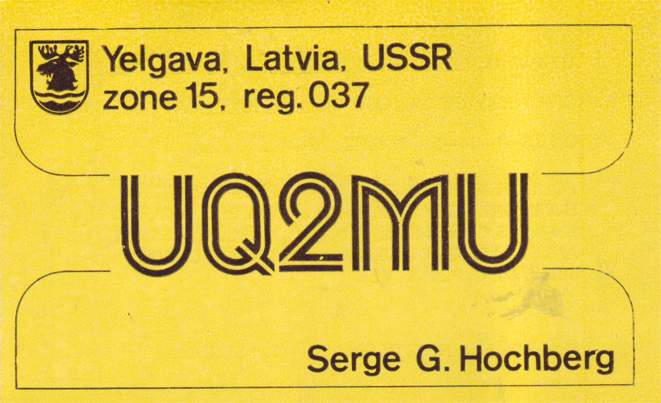 Yelgava, Latvia, USSR
zone 15, reg. 037
UQ2MU
Serge G. Hochberg